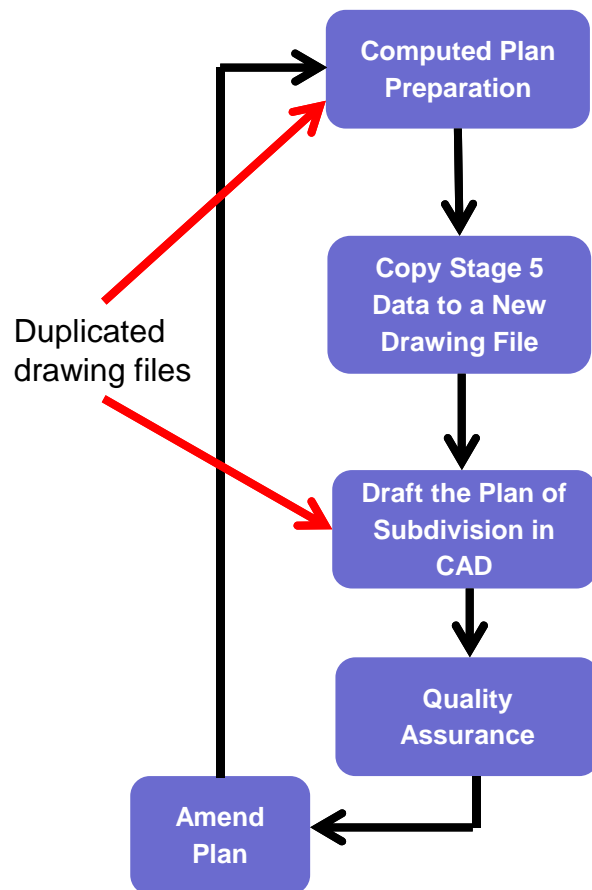 Computed Plan
Preparation
Copy Stage 5
Data to a New
Drawing File
Duplicated
drawing files
Draft the Plan of
Subdivision in
CAD
Quality
Assurance
Amend
Plan